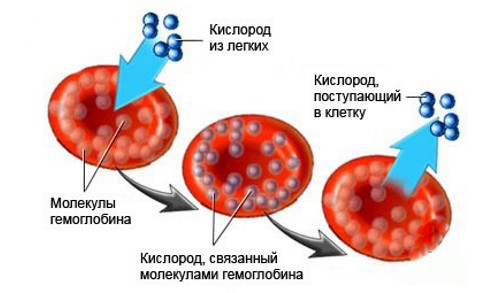 Кислород
из легких
Кислород,
поступающий
в клетку
Молекулы
гемоглобина
Кислород, связанный
молекулами гемоглобина